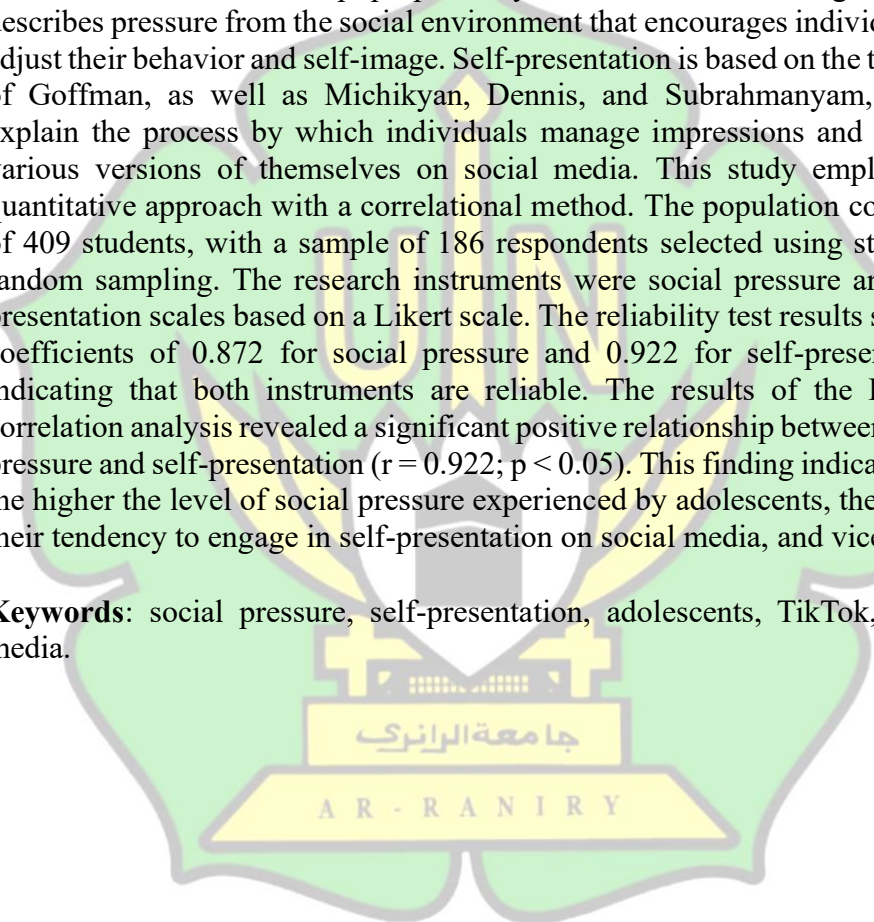 describes pressure from the social environment that encourages individ
adjust their behavior and self-image. Self-presentation is based on the t
of Goffman, as well as Michikyan, Dennis, and Subrahmanyam,
explain the process by which individuals manage impressions and
various versions of themselves on social media. This study empl
quantitative approach with a correlational method. The population co
of 409 students, with a sample of 186 respondents selected using st
random sampling. The research instruments were social pressure an
presentation scales based on a Likert scale. The reliability test results s
coefficients of 0.872 for social pressure and 0.922 for self-prese
indicating that both instruments are reliable. The results of the
correlation analysis revealed a significant positive relationship between
pressure and self-presentation (r = 0.922; p < 0.05). This finding indica
the higher the level of social pressure experienced by adolescents, the
their tendency to engage in self-presentation on social media, and vice
Keywords: social pressure, self-presentation, adolescents, TikTok,
media.
UIN
جامعة الرانري
AR-RANIRY